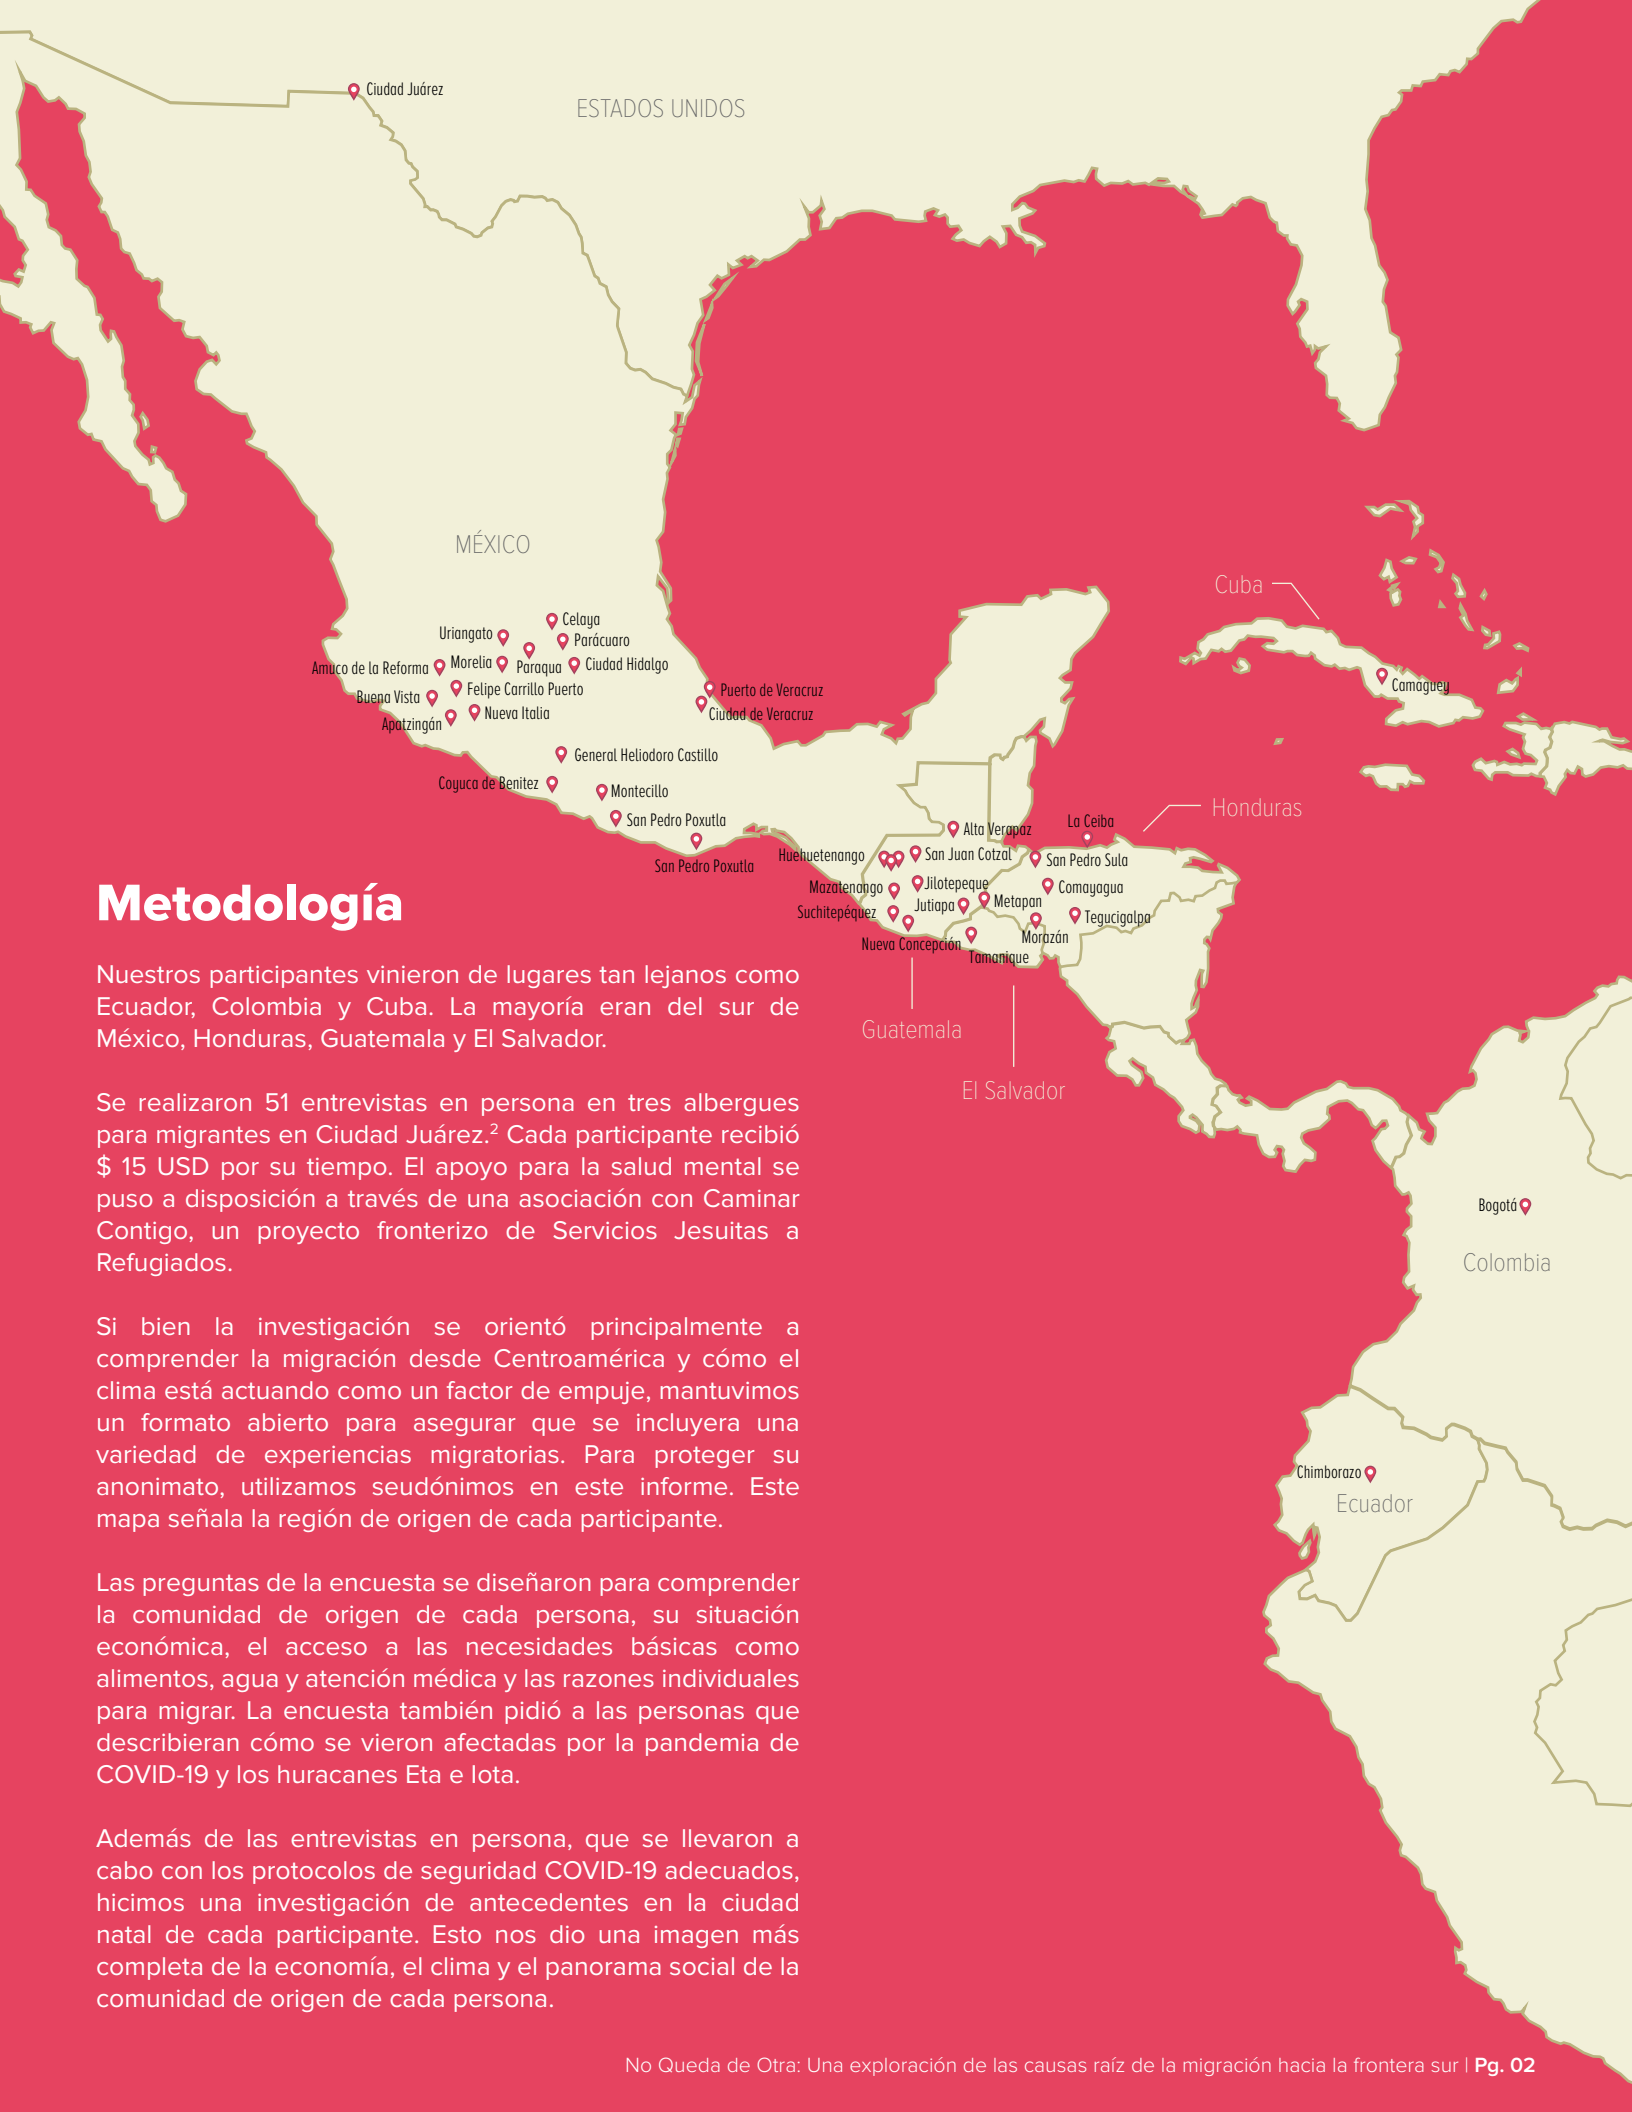 Ciudad Juárez
ESTADOS UNIDOS
MÉXICO
Cuba
Celaya
Uriangato
Parácuaro
Amuco de la Reforma
Morelia
Paraqua
Ciudad Hidalgo
Camaguey
Buena Vista
Felipe Carrillo Puerto
Puerto de Veracruz
Apatzingán
Nueva Italia
Ciudad de Veracruz
General Heliodoro Castillo
Coyuca de Benitez
Montecillo
Honduras
San Pedro Poxutla
Alta Verapaz
La Ceiba
San Pedro Poxutla
Huehuetenango
San Juan Cotzal
San Pedro Sula
Mazatenango
Jilotepeque
Comayagua
Suchitepéquez
Jutiapa
Metapan
Tegucigalpa
Nueva Concepción
Morazán
Tamanique
Guatemala
El Salvador
Bogotá
Colombia
Chimborazo
Ecuador
Metodología
Nuestros participantes vinieron de lugares tan lejanos como
Ecuador, Colombia y Cuba. La mayoría eran del sur de
México, Honduras, Guatemala y El Salvador.
Se realizaron 51 entrevistas en persona en tres albergues
para migrantes en Ciudad Juárez.² Cada participante recibió
$ 15 USD por su tiempo. El apoyo para la salud mental se
puso a disposición a través de una asociación con Caminar
Contigo, un proyecto fronterizo de Servicios Jesuitas a
Refugiados.
Si bien la investigación se orientó principalmente a
comprender la migración desde Centroamérica y cómo el
clima está actuando como un factor de empuje, mantuvimos
un formato abierto para asegurar que se incluyera una
variedad de experiencias migratorias. Para proteger su
anonimato, utilizamos seudónimos en este informe. Este
mapa señala la región de origen de cada participante.
Las preguntas de la encuesta se diseñaron para comprender
la comunidad de origen de cada persona, su situación
económica, el acceso a las necesidades básicas como
alimentos, agua y atención médica y las razones individuales
para migrar. La encuesta también pidió a las personas que
describieran cómo se vieron afectadas por la pandemia de
COVID-19 y los huracanes Eta e Iota.
Además de las entrevistas en persona, que se llevaron a
cabo con los protocolos de seguridad COVID-19 adecuados,
hicimos una investigación de antecedentes en la ciudad
natal de cada participante. Esto nos dio una imagen más
completa de la economía, el clima y el panorama social de la
comunidad de origen de cada persona.
No Queda de Otra: Una exploración de las causas raíz de la migración hacia la frontera sur | Pg. 02